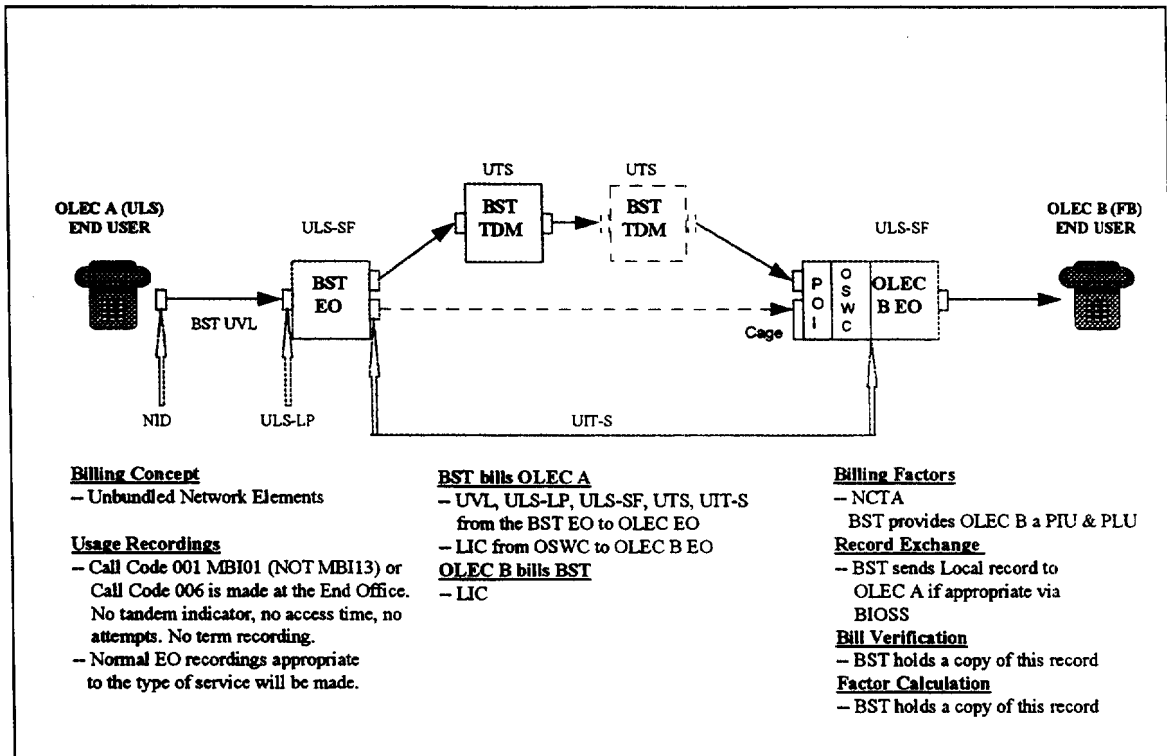 UTS
UTS
OLEC A (ULS)
END USER
ULS-SF
BST
TDM
BST
TDM
ULS-SF
OLEC B (FB)
END USER
BST
EO
BST UVL
POI
OSWC
OLEC
B EO
Cage
NID
ULS-LP
UIT-S
Billing Concept
– Unbundled Network Elements
Usage Recordings
– Call Code 001 MBI01 (NOT MBI13) or
Call Code 006 is made at the End Office.
No tandem indicator, no access time, no
attempts. No term recording.
– Normal EO recordings appropriate
to the type of service will be made.
BST bills OLEC A
– UVL, ULS-LP, ULS-SF, UTS, UIT-S
from the BST EO to OLEC EO
– LIC from OSWC to OLEC B EO
OLEC B bills BST
– LIC
Billing Factors
– NCTA
BST provides OLEC B a PIU & PLU
Record Exchange
– BST sends Local record to
OLEC A if appropriate via
BIOSS
Bill Verification
– BST holds a copy of this record
Factor Calculation
– BST holds a copy of this record